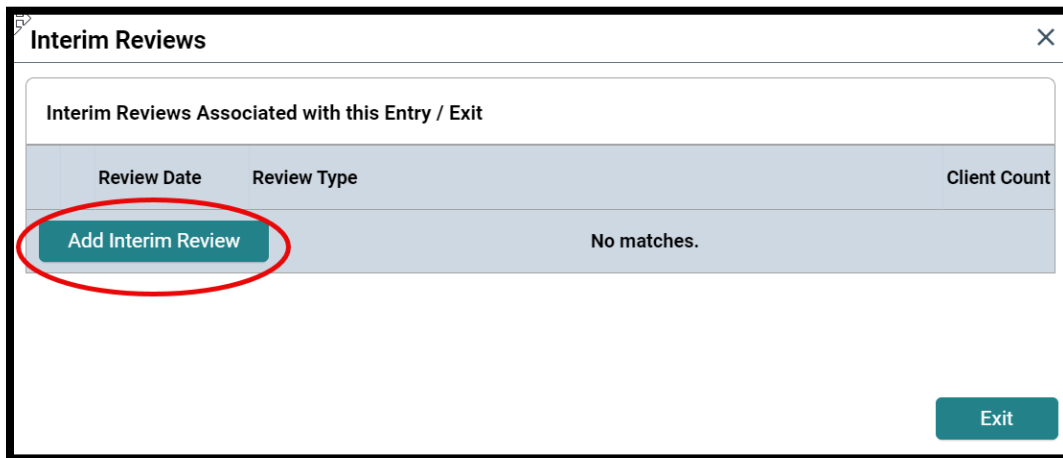 Interim Reviews
Interim Reviews Associated with this Entry / Exit
Review Date Review Type Client Count
Add Interim Review No matches.
Exit